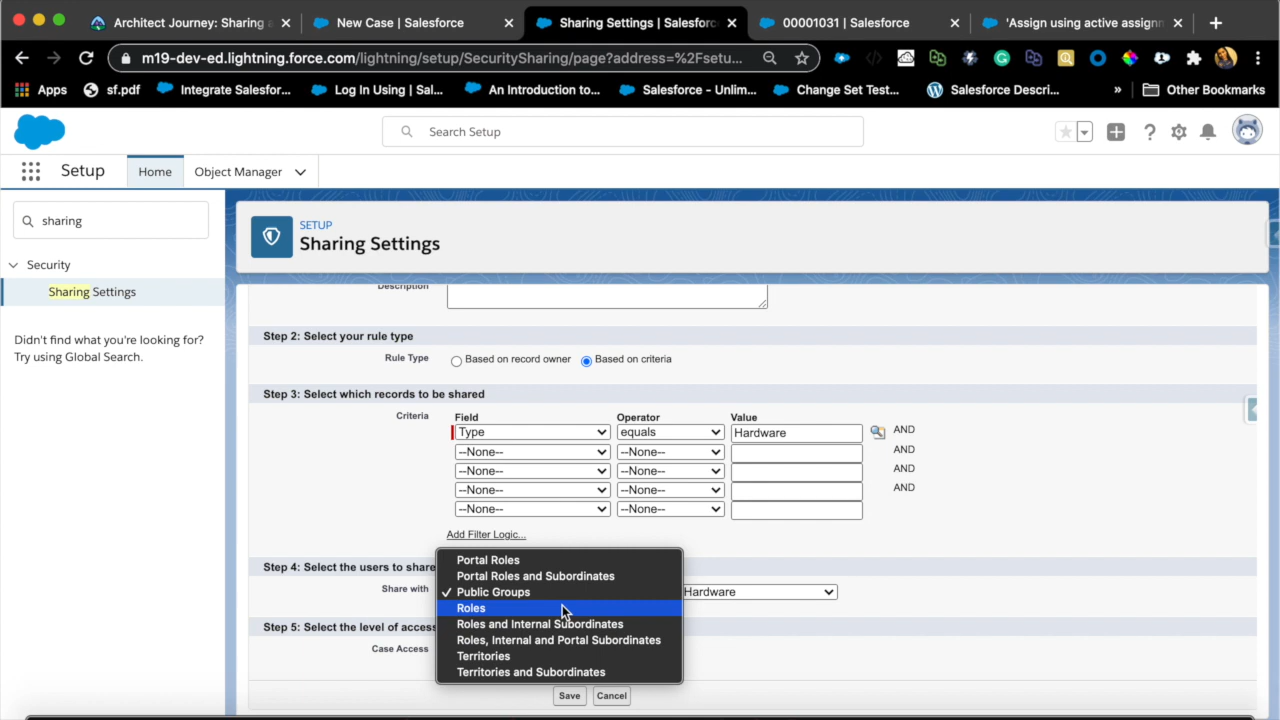 Architect Journey: Sharing a
New Case | Salesforce
Sharing Settings | Salesforc
00001031 | Salesforce
'Assign using active assignm
m19-dev-ed.lightning.force.com/lightning/setup/SecuritySharing/page?address=%2Fsetu...
Apps
sf.pdf
Integrate Salesfor...
Log In Using | Sal...
An Introduction to...
Salesforce - Unlim...
Change Set Test...
Salesforce Descri...
»
Other Bookmarks
Search Setup
Setup
Home
Object Manager
sharing
Security
Sharing Settings
Didn't find what you're looking for?
Try using Global Search.
SETUP
Sharing Settings
Description
Step 2: Select your rule type
Rule Type
Based on record owner
Based on criteria
Step 3: Select which records to be shared
Criteria
Field Operator Value
Type equals Hardware AND
--None-- --None-- AND
--None-- --None-- AND
--None-- --None-- AND
--None-- --None--
Add Filter Logic...
Step 4: Select the users to share
Share with
Portal Roles
Portal Roles and Subordinates
✓ Public Groups
Roles
Roles and Internal Subordinates
Roles, Internal and Portal Subordinates
Territories
Territories and Subordinates
Hardware
Step 5: Select the level of access
Case Access
Save
Cancel